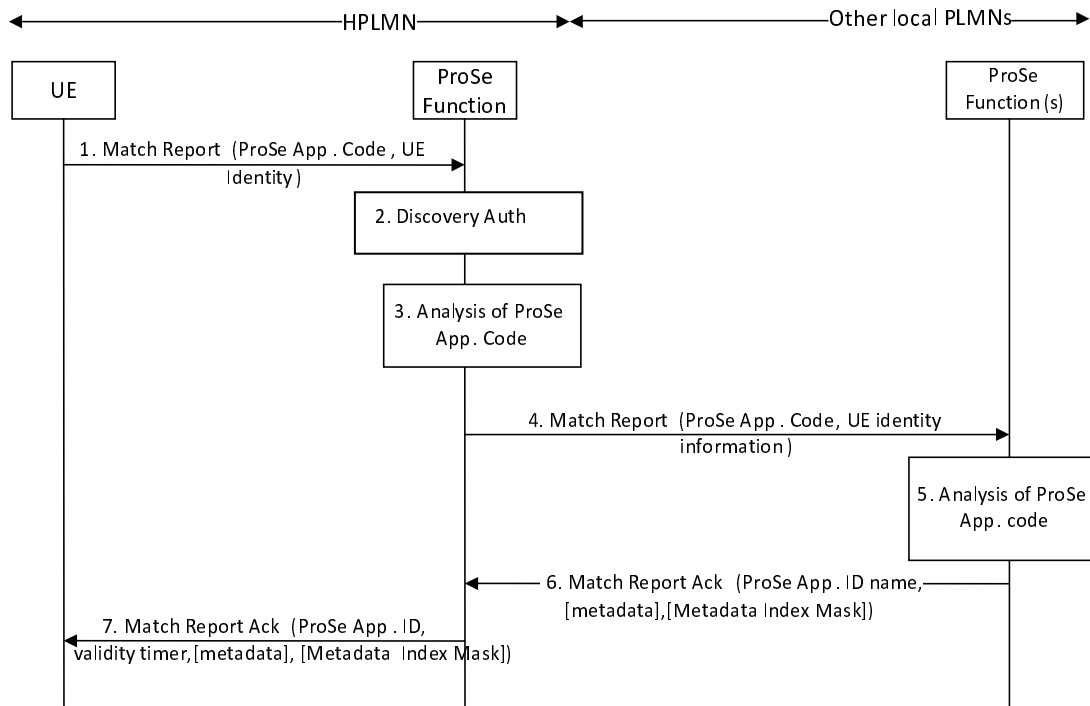 HPLMN
Other local PLMNs
UE
ProSe
Function
ProSe
Function (s)
1. Match Report (ProSe App . Code , UE
Identity )
2. Discovery Auth
3. Analysis of ProSe
App . Code
4. Match Report (ProSe App . Code, UE identity
information )
5. Analysis of ProSe
App . code
6. Match Report Ack (ProSe App . ID name,
[metadata],[Metadata Index Mask])
7. Match Report Ack (ProSe App . ID,
validity timer,[metadata], [Metadata Index Mask])